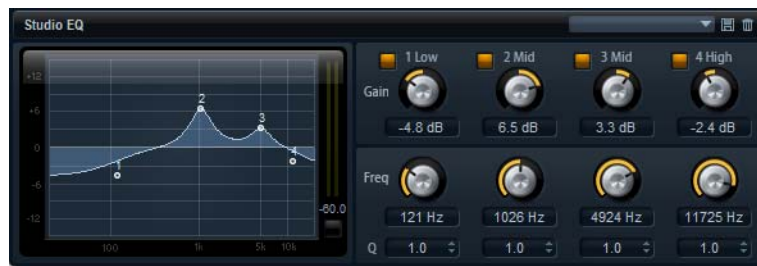 Studio EQ
1 Low 2 Mid 3 Mid 4 High
Gain
-4.8 dB 6.5 dB 3.3 dB -2.4 dB
Freq
121 Hz 1026 Hz 4924 Hz 11725 Hz
Q 1.0 1.0 1.0 1.0
+12
+6
0
-6
-12
1 2 3 4
-60.0
100 1k 5k 10k